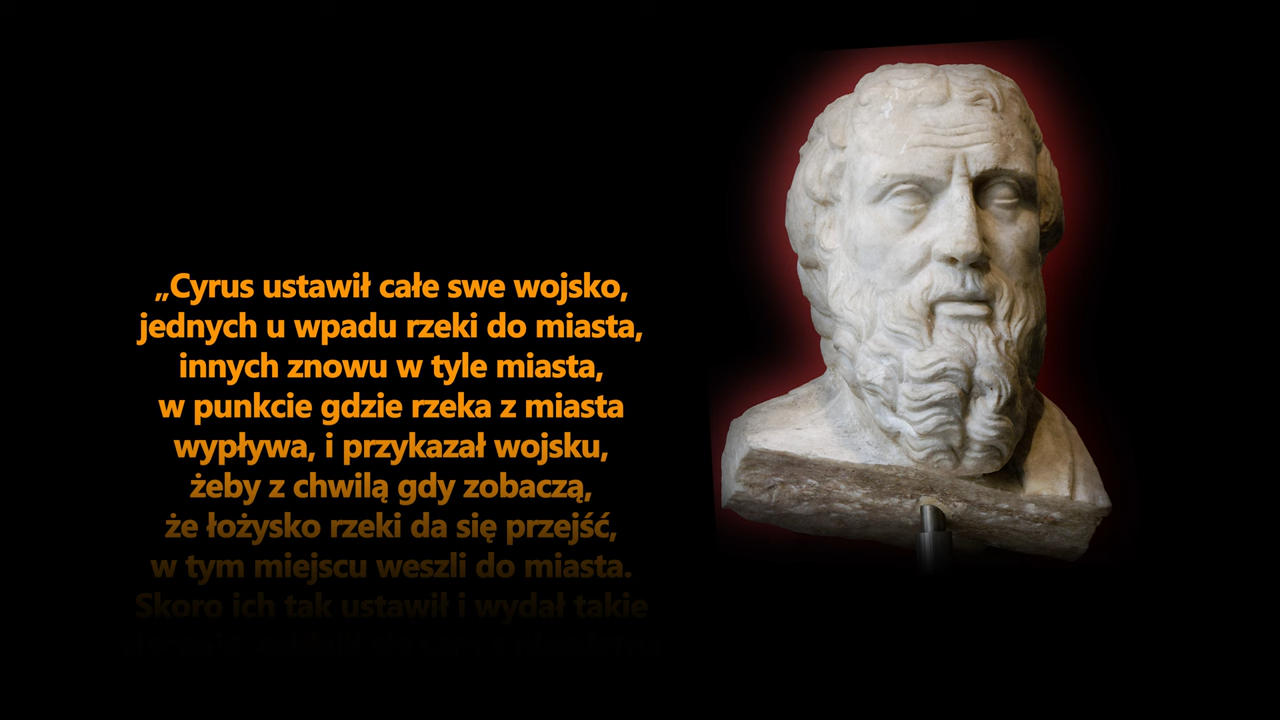 „Cyrus ustawił całe swe wojsko,
jednych u wpadu rzeki do miasta,
innych znowu w tyle miasta,
w punkcie gdzie rzeka z miasta
wypływa, i przykazał wojsku,
żeby z chwilą gdy zobaczą,
że łożysko rzeki da się przejść,
w tym miejscu weszli do miasta.
Skoro ich tak ustawił i wydał takie